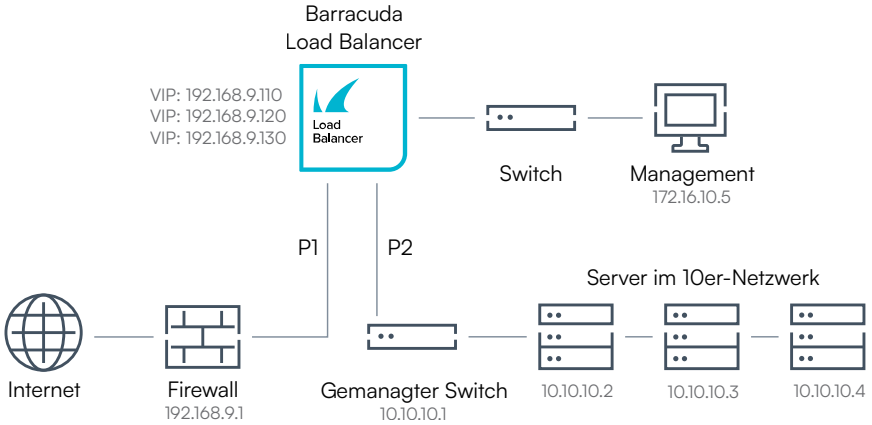 Barracuda
Load Balancer
VIP: 192.168.9.110
VIP: 192.168.9.120
VIP: 192.168.9.130
Load
Balancer
Switch
Management
172.16.10.5
P1
P2
Server im 10er-Netzwerk
Internet
Firewall
192.168.9.1
Gemanagter Switch
10.10.10.1
10.10.10.2
10.10.10.3
10.10.10.4